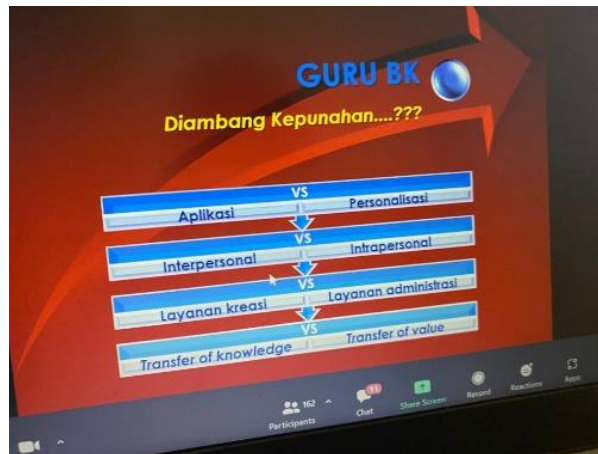 GURU BK
Diambang Kepunahan....???
VS
Aplikasi Personalisasi
VS
Interpersonal Intrapersonal
VS
Layanan kreasi Layanan administrasi
VS
Transfer of knowledge Transfer of value
162
11
Participants Chat Share Screen Record Reactions Apps